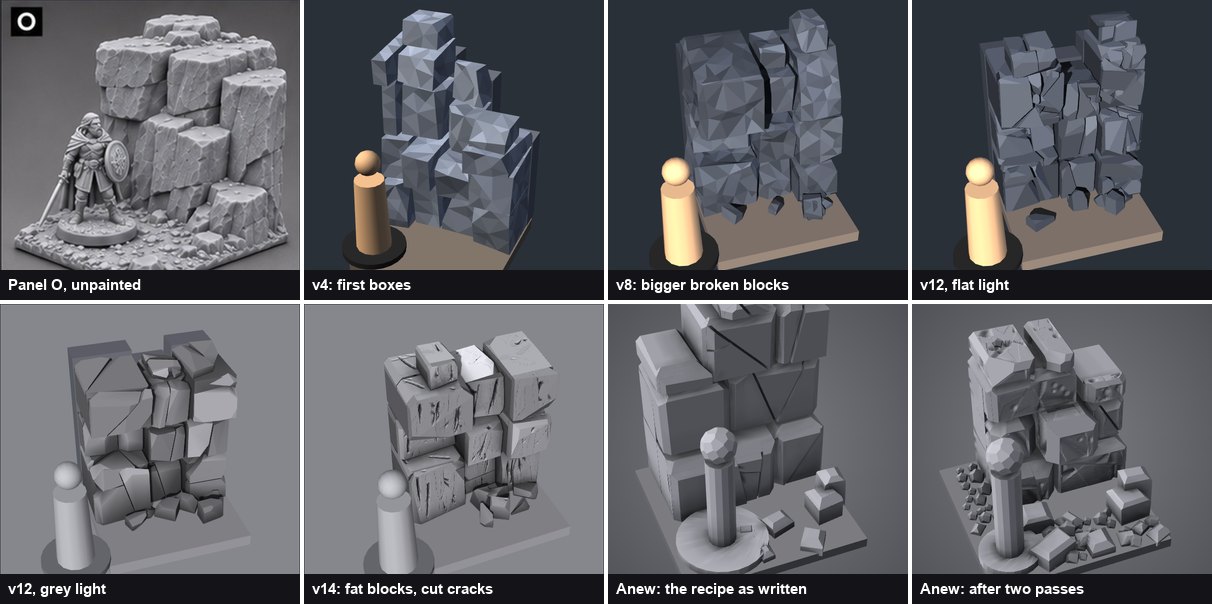 O
Panel O, unpainted
v4: first boxes
v8: bigger broken blocks
v12, flat light
v12, grey light
v14: fat blocks, cut cracks
Anew: the recipe as written
Anew: after two passes